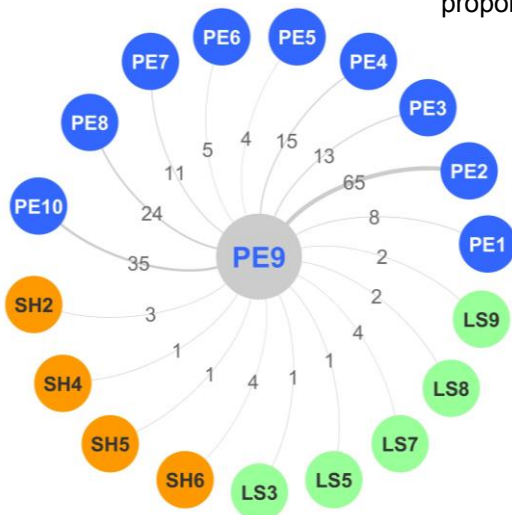 propor
PE6
PE5
PE7
PE4
PE8
PE3
PE2
PE10
PE1
4
15
5
13
11
65
24
8
35
PE9
2
SH2
3
2
LS9
SH4
1
4
LS8
1
1
SH5
4
1
LS7
SH6
LS3
LS5